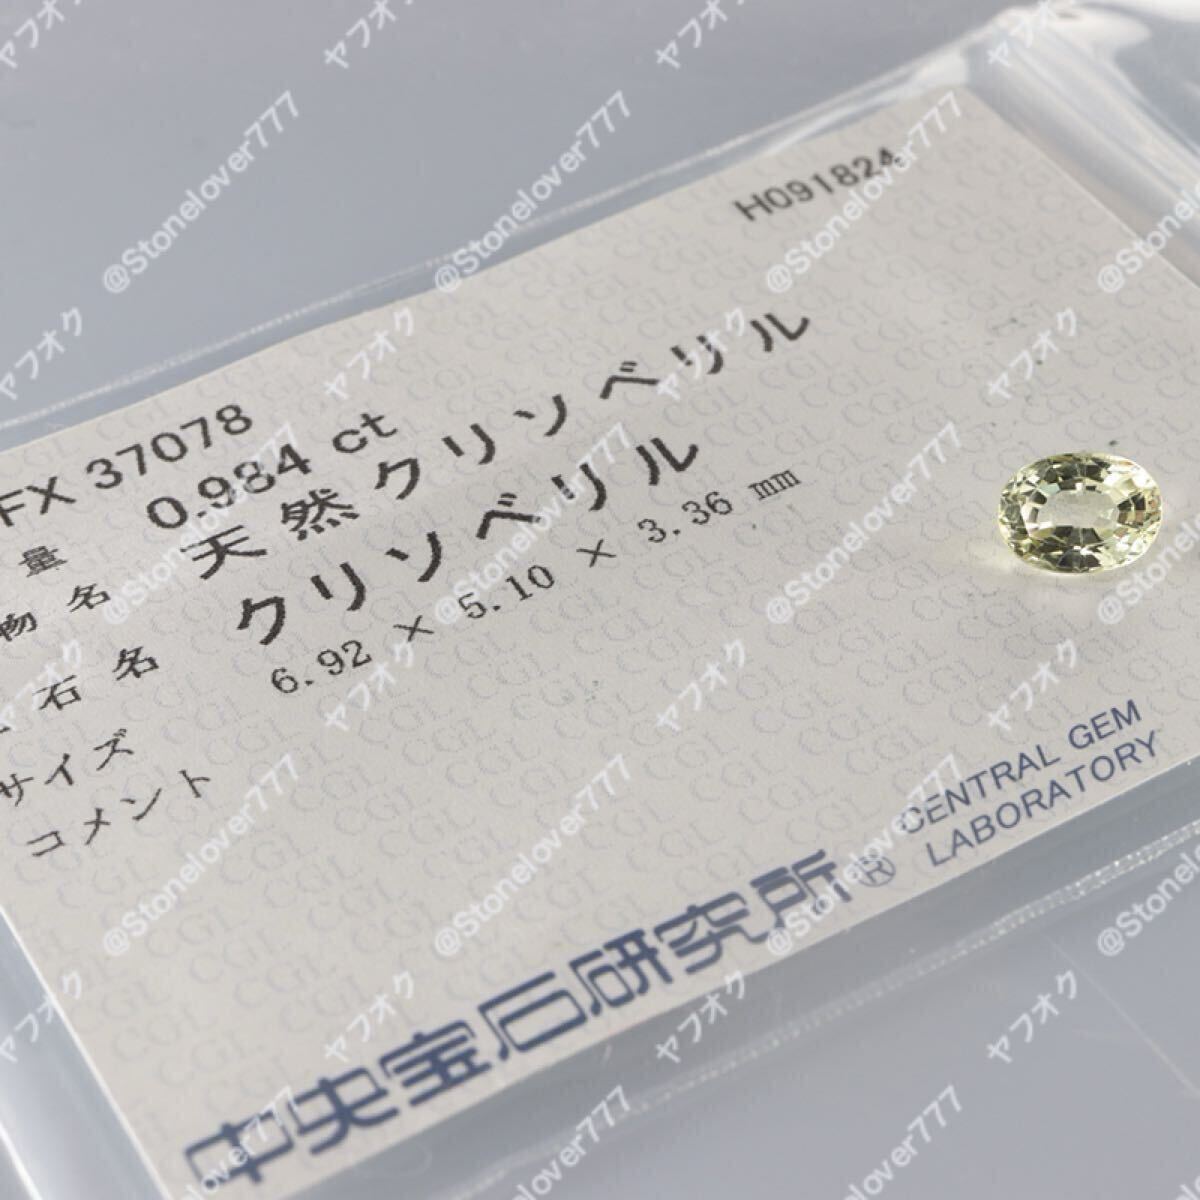 H091824
FX 37078
量 0.984 ct
物名 天然クリソベリル
石名 クリソベリル
サイズ 6.92 × 5.10 × 3.36 mm
コメント
CENTRAL GEM
LABORATORY
中央宝石研究所®
ヤフオク
@Stonelover777